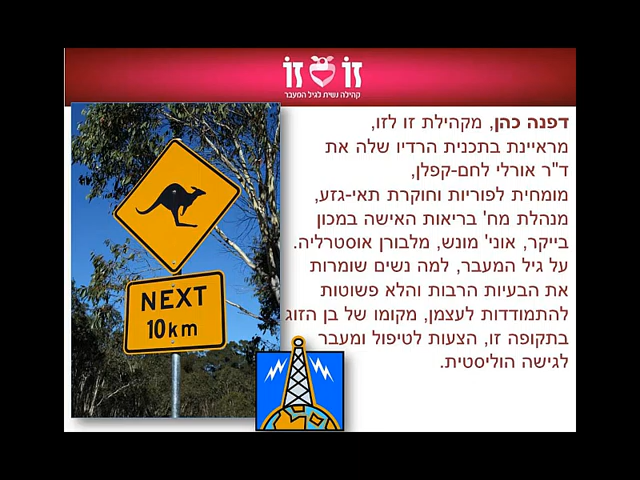 זו זו
קהילה נשית לגיל המעבר
דפנה כהן, מקהילת זו לזו,
מראיינת בתכנית הרדיו שלה את
ד"ר אורלי לחם-קפלן,
מומחית לפוריות וחוקרת תאי-גזע,
מנהלת מח' בריאות האישה במכון
בייקר, אוני' מונש, מלבורן אוסטרליה.
על גיל המעבר, למה נשים שומרות
את הבעיות הרבות והלא פשוטות
להתמודדות לעצמן, מקומו של בן הזוג
בתקופה זו, הצעות לטיפול ומעבר
לגישה הוליסטית.
NEXT
10km